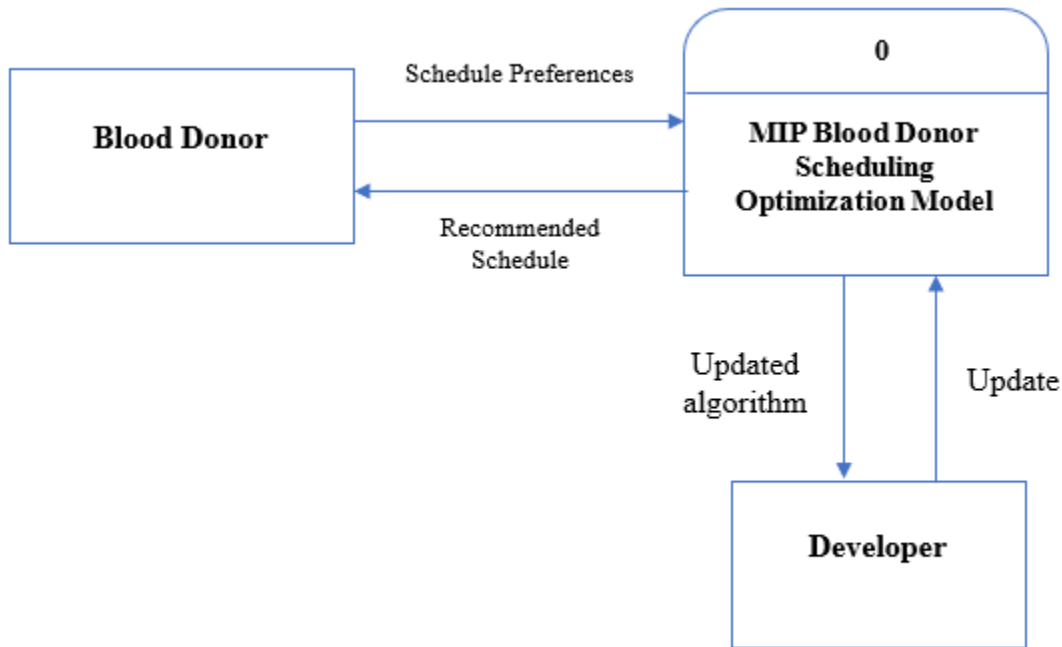 0
Schedule Preferences
Blood Donor
MIP Blood Donor
Scheduling
Optimization Model
Recommended
Schedule
Updated
algorithm
Update
Developer